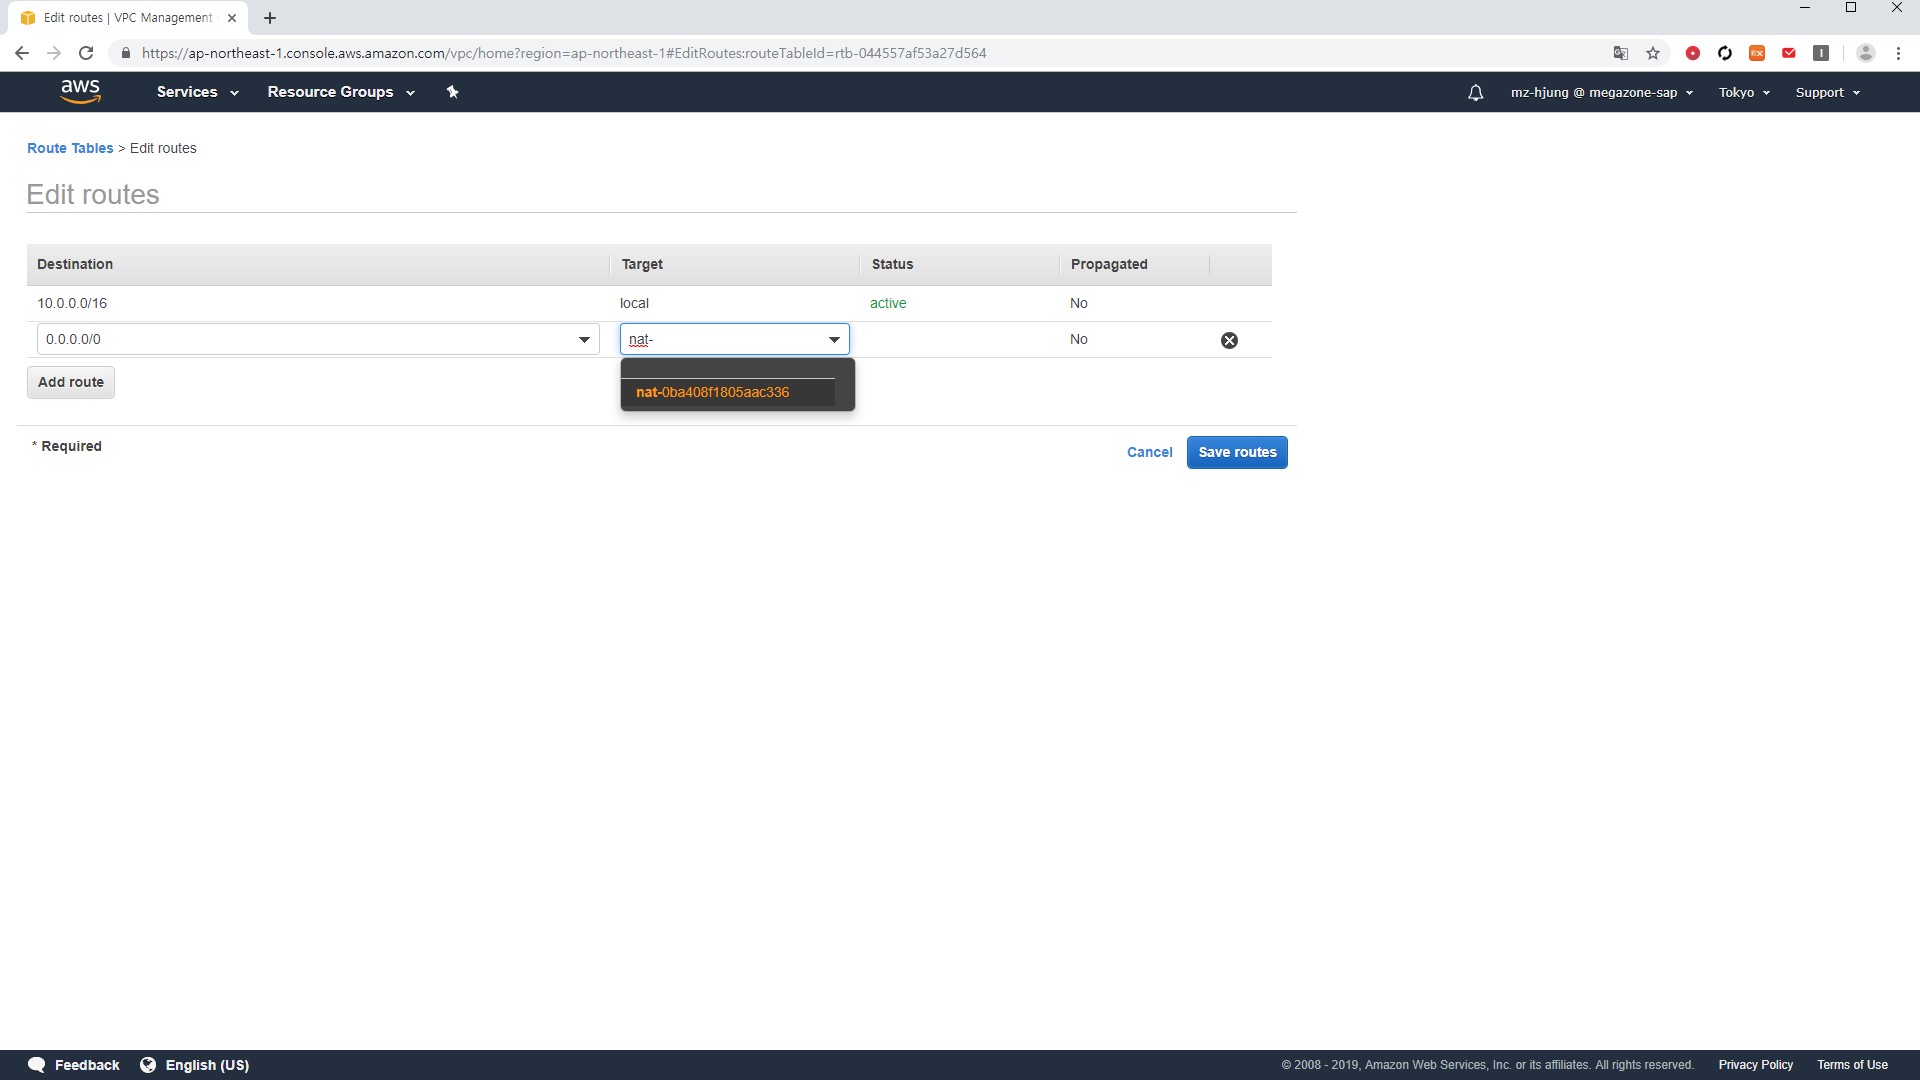 Edit routes | VPC Management
https://ap-northeast-1.console.aws.amazon.com/vpc/home?region=ap-northeast-1#EditRoutes:routeTableId=rtb-044557af53a27d564
aws Services Resource Groups mz-hjung @ megazone-sap Tokyo Support
Route Tables > Edit routes
Edit routes
Destination Target Status Propagated
10.0.0.0/16 local active No
0.0.0.0/0 nat- No
Add route
nat-0ba408f1805aac336
* Required
Cancel Save routes
Feedback English (US) © 2008 - 2019, Amazon Web Services, Inc. or its affiliates. All rights reserved. Privacy Policy Terms of Use